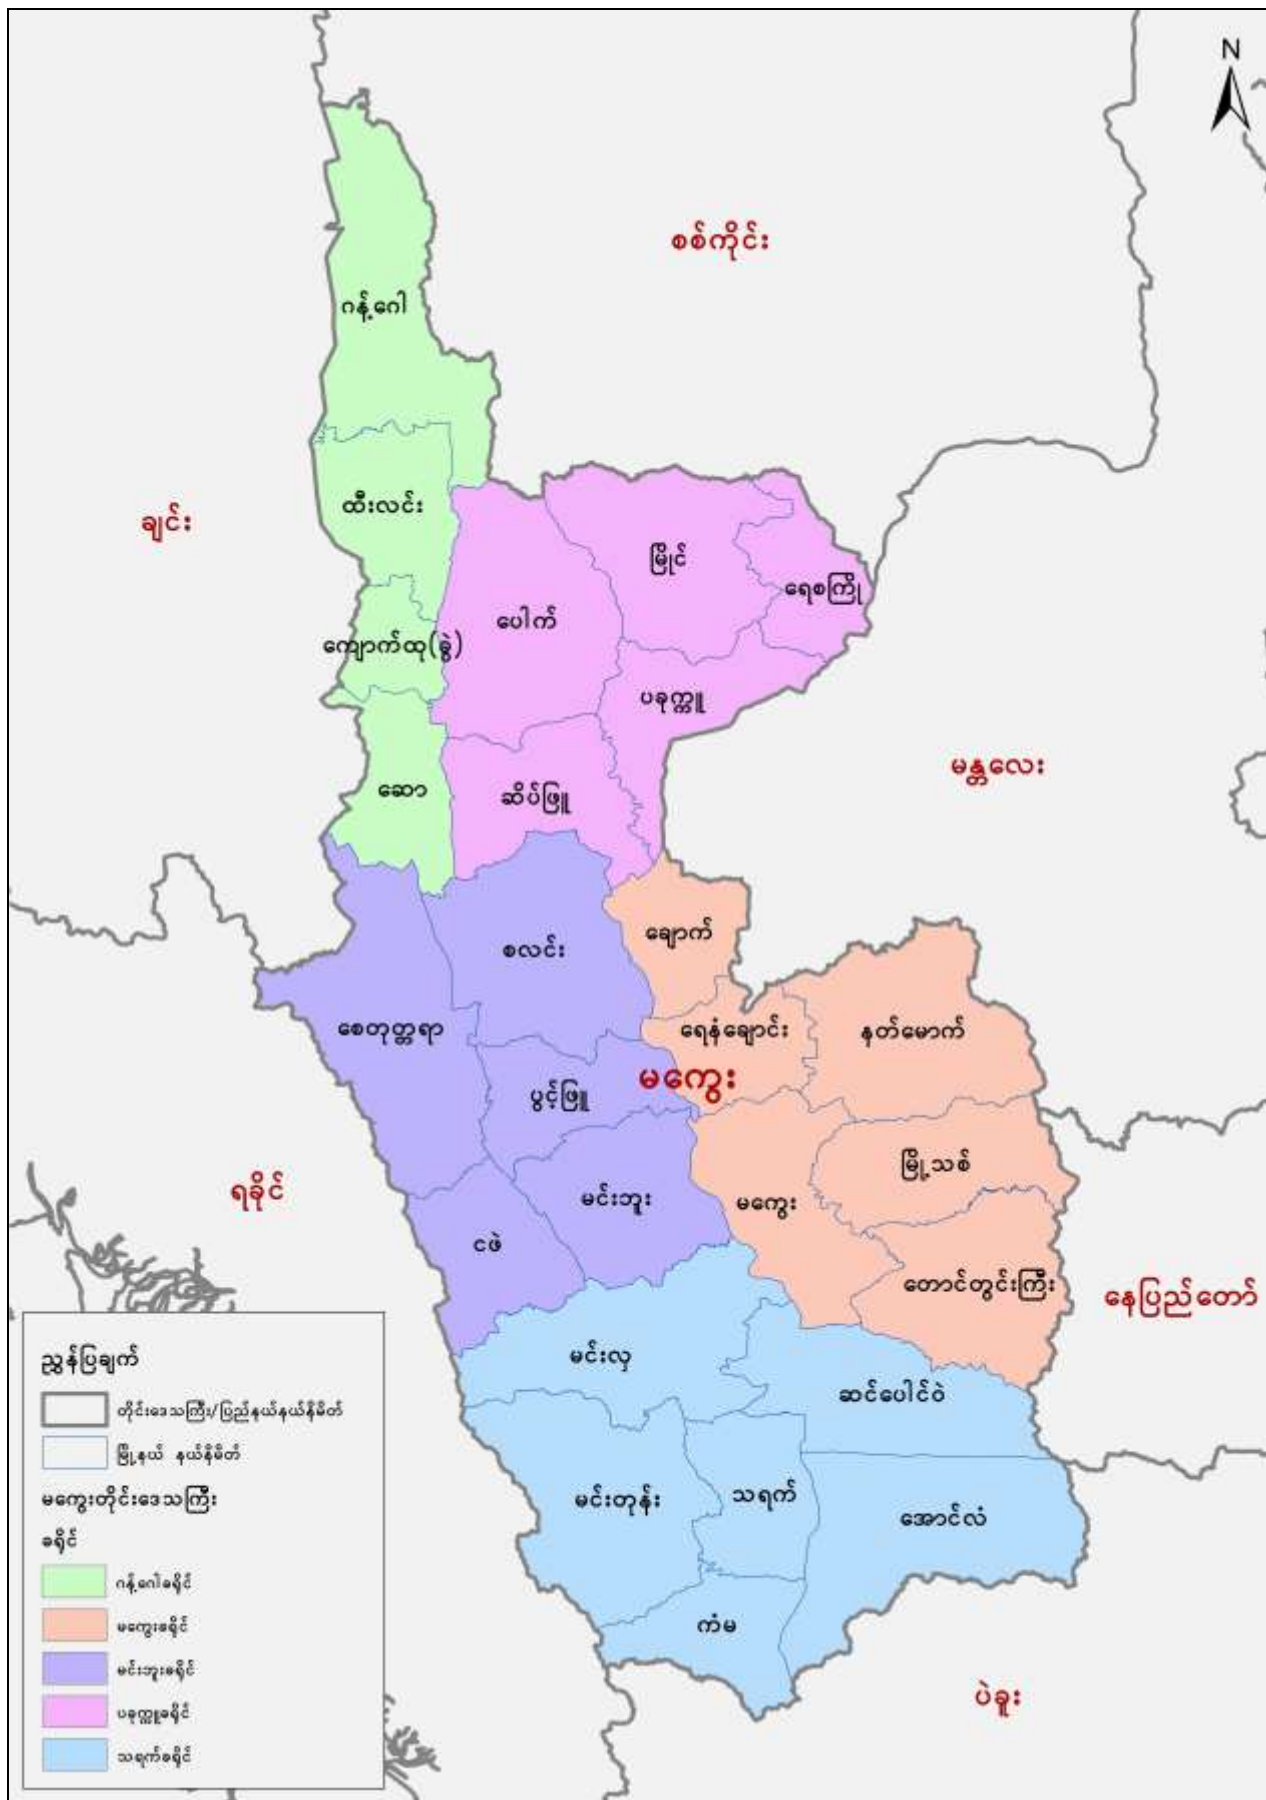 N
စစ်ကိုင်း
ဂန့်ဂေါ
ထီးလင်း
ချင်း
မြိုင်
ရေစကြို
ပေါက်
ကျောက်ထု(ခွဲ)
ပခုက္ကူ
မန္တလေး
ဆော
ဆိပ်ဖြူ
ချောက်
စလင်း
စေတုတ္တရာ
ရေနံချောင်း
နတ်မောက်
မကွေး
ပွင့်ဖြူ
မြို့သစ်
ရခိုင်
မင်းဘူး
မကွေး
ငဖဲ
တောင်တွင်းကြီး
နေပြည်တော်
မင်းလှ
ဆင်ပေါင်ဝဲ
မင်းတုန်း
သရက်
အောင်လံ
ကံမ
ပဲခူး
ညွှန်ပြချက်
တိုင်းဒေသကြီး/ပြည်နယ်နယ်နိမိတ်
မြို့နယ် နယ်နိမိတ်
မကွေးတိုင်းဒေသကြီး
ခရိုင်
ဂန့်ဂေါခရိုင်
မကွေးခရိုင်
မင်းဘူးခရိုင်
ပခုက္ကူခရိုင်
သရက်ခရိုင်